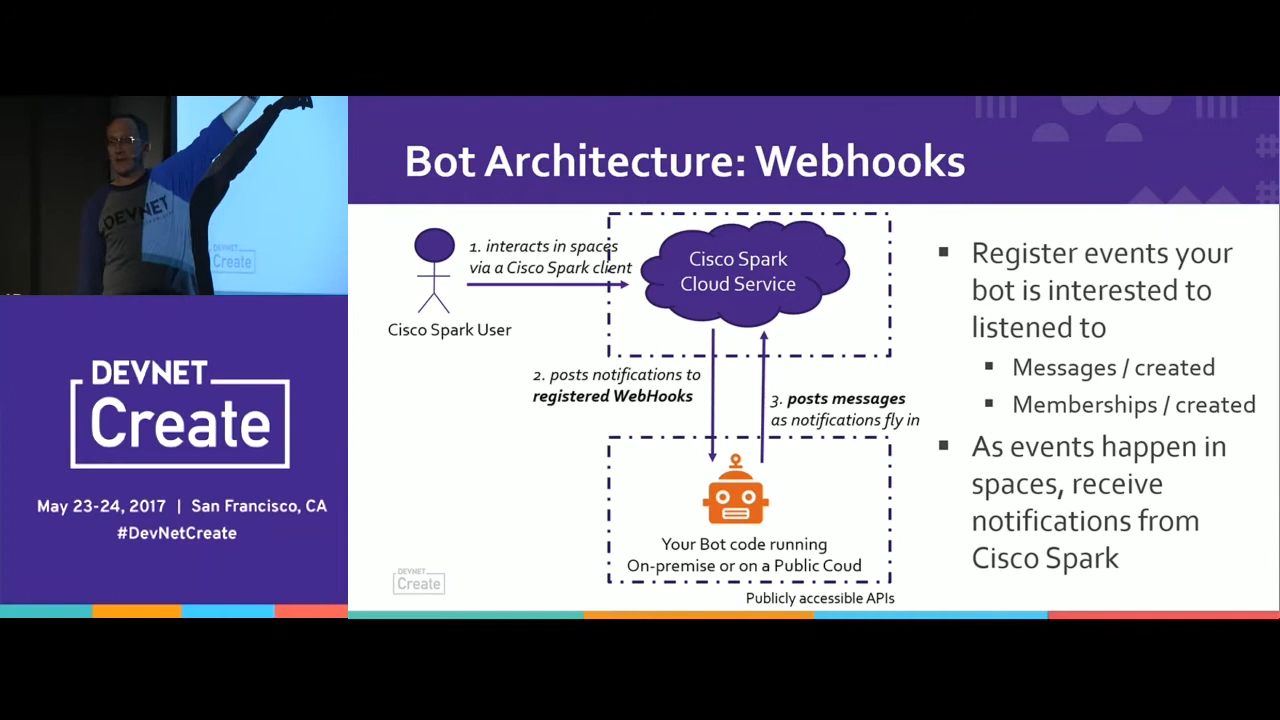 Bot Architecture: Webhooks
1. interacts in spaces
via a Cisco Spark client
Cisco Spark User
Cisco Spark
Cloud Service
2. posts notifications to
registered WebHooks
3. posts messages
as notifications fly in
Your Bot code running
On-premise or on a Public Coud
Publicly accessible APIs
▪ Register events your
bot is interested to
listened to
▪ Messages / created
▪ Memberships / created
▪ As events happen in
spaces, receive
notifications from
Cisco Spark
DEVNET
Create
DEVNET
DEVNET
Create
DEVNET
Create
May 23-24, 2017 | San Francisco, CA
#DevNetCreate